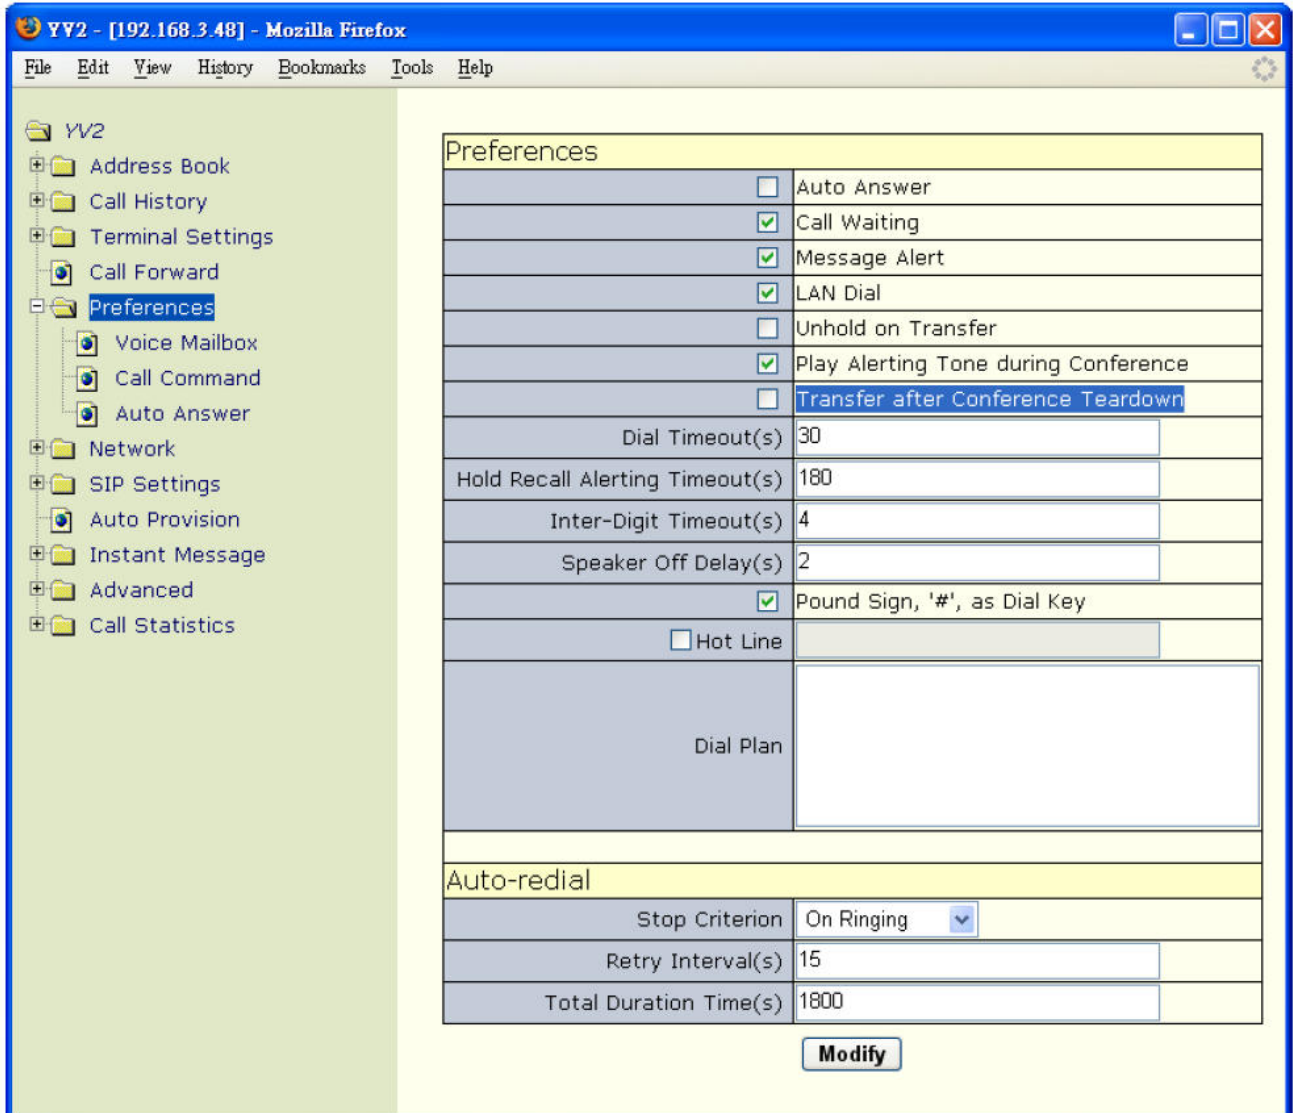 YV2 - [192.168.3.48] - Mozilla Firefox
File Edit View History Bookmarks Tools Help
YV2
Address Book
Call History
Terminal Settings
Call Forward
Preferences
Voice Mailbox
Call Command
Auto Answer
Network
SIP Settings
Auto Provision
Instant Message
Advanced
Call Statistics
Preferences
Auto Answer
Call Waiting
Message Alert
LAN Dial
Unhold on Transfer
Play Alerting Tone during Conference
Transfer after Conference Teardown
Dial Timeout(s) 30
Hold Recall Alerting Timeout(s) 180
Inter-Digit Timeout(s) 4
Speaker Off Delay(s) 2
Pound Sign, '#', as Dial Key
Hot Line
Dial Plan
Auto-redial
Stop Criterion On Ringing
Retry Interval(s) 15
Total Duration Time(s) 1800
Modify